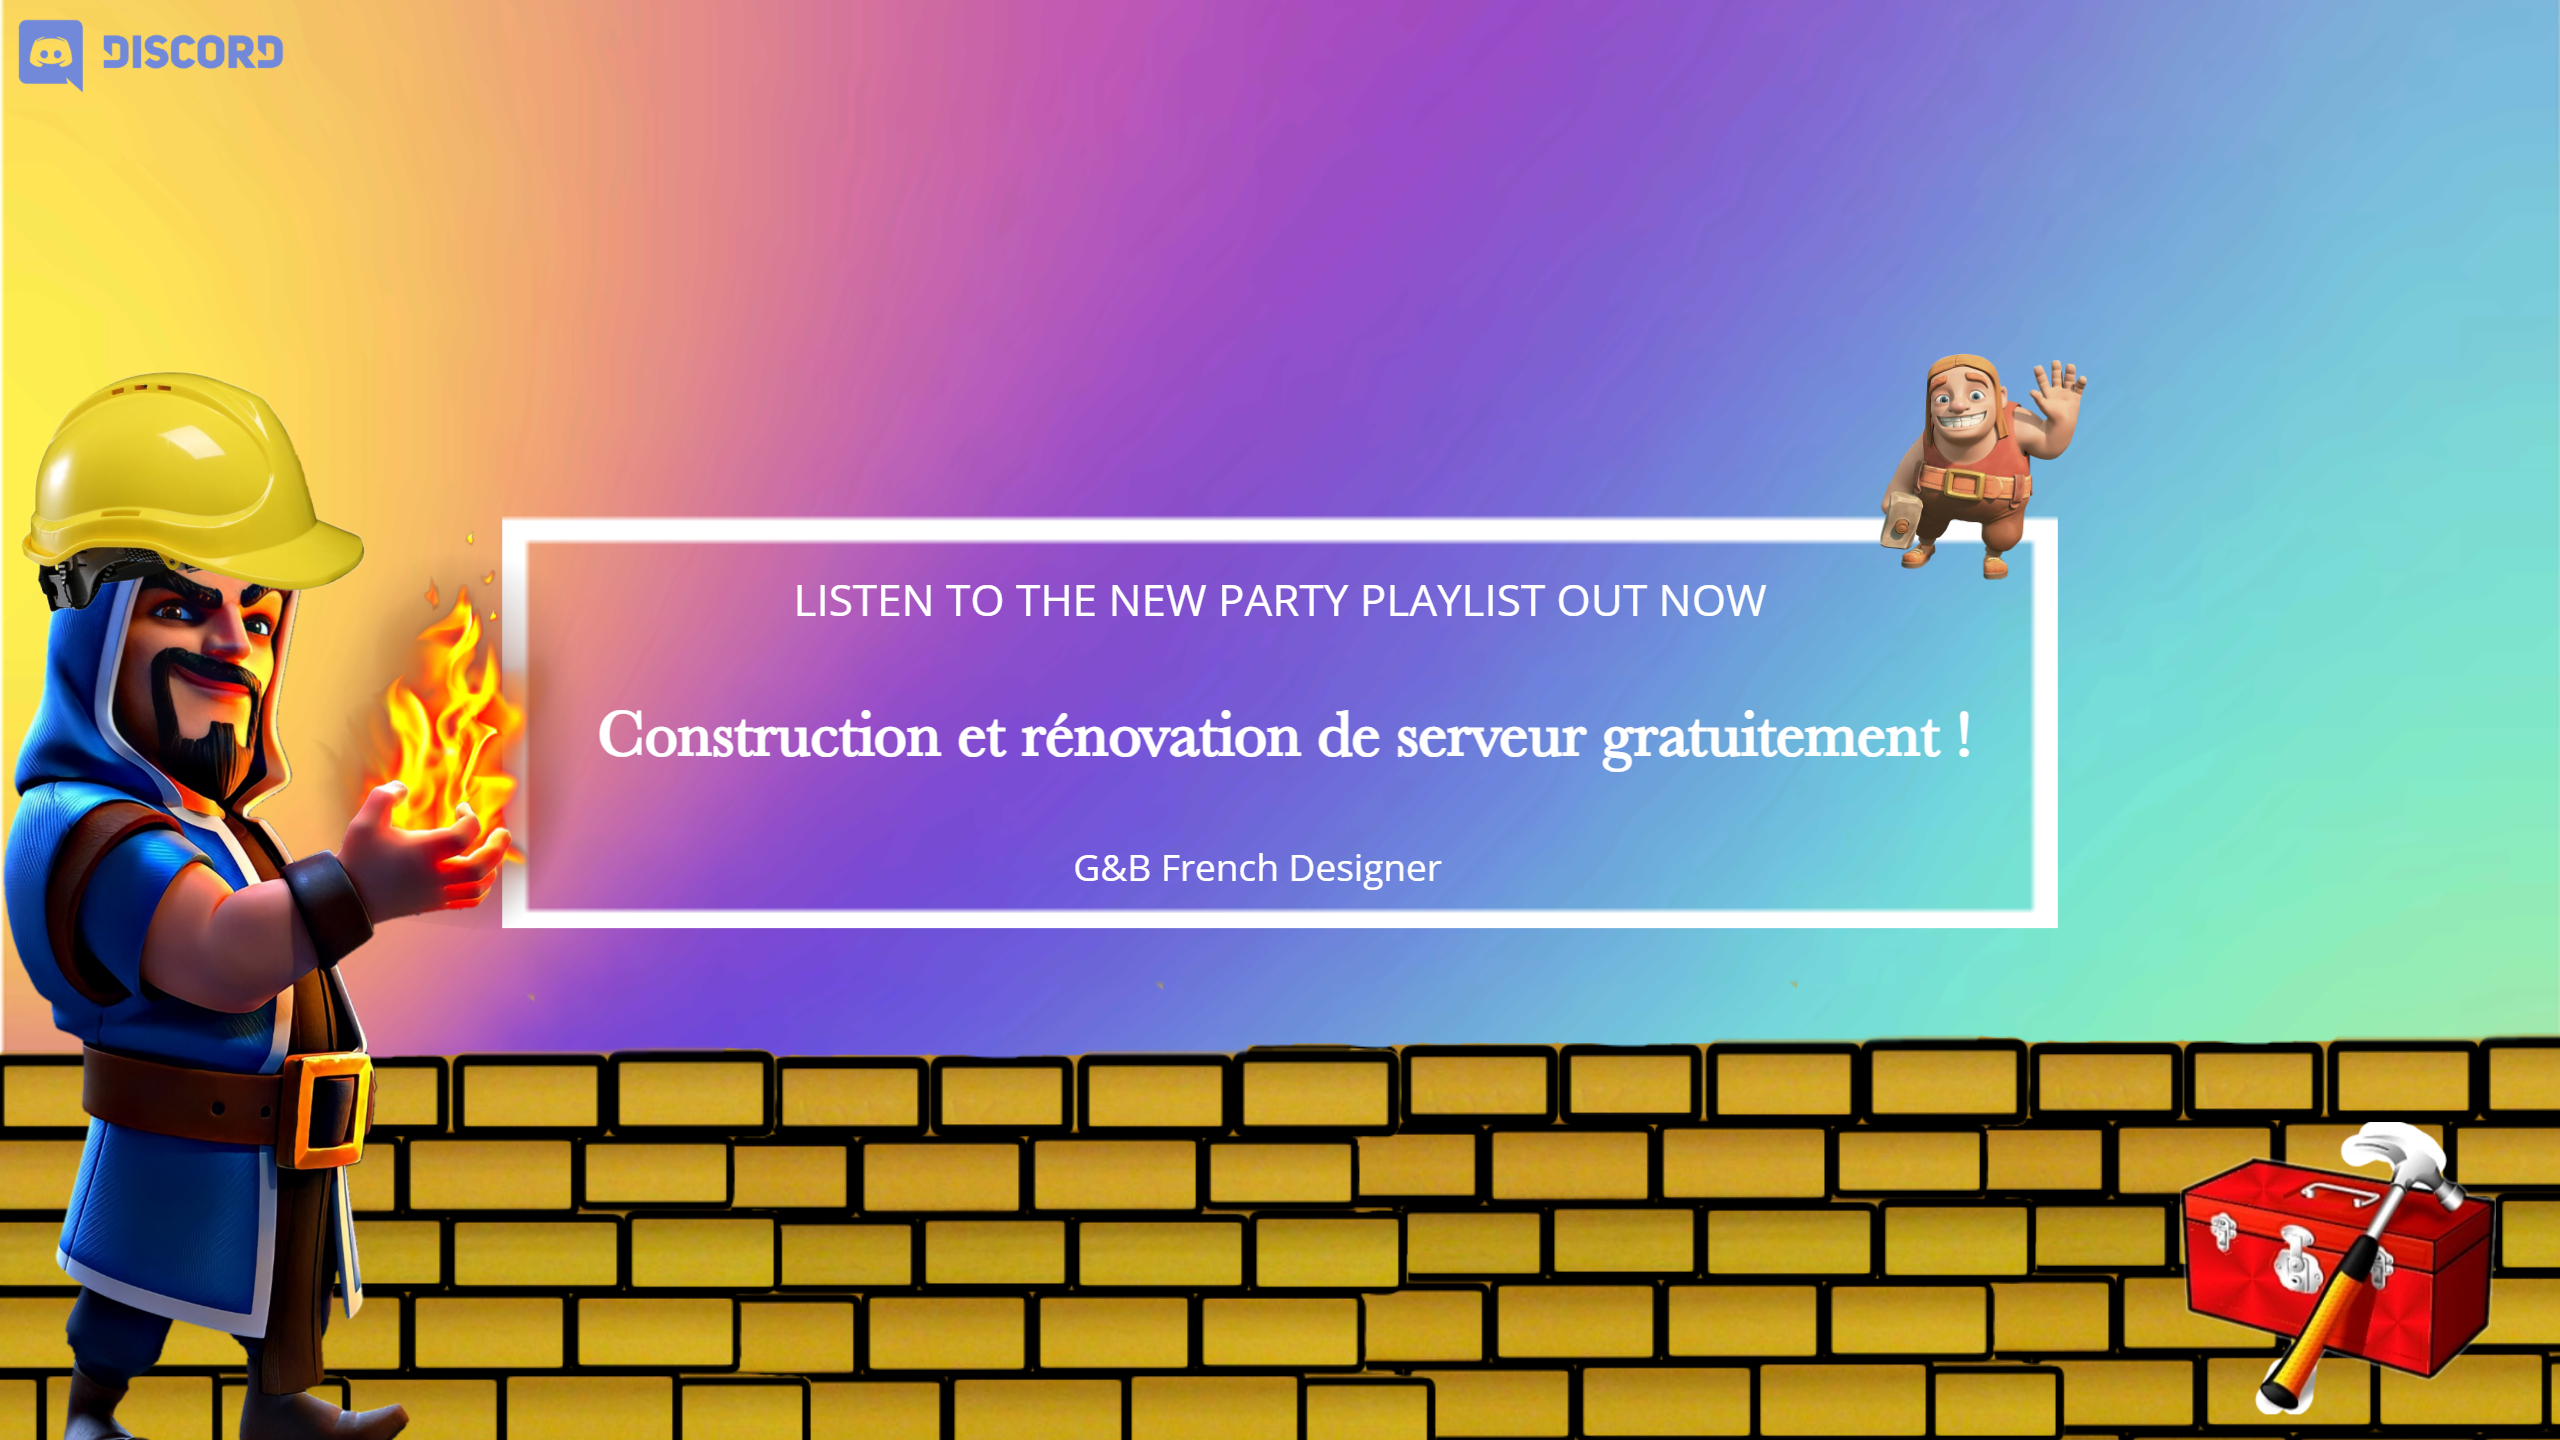 DISCORD
LISTEN TO THE NEW PARTY PLAYLIST OUT NOW
Construction et rénovation de serveur gratuitement !
G&B French Designer